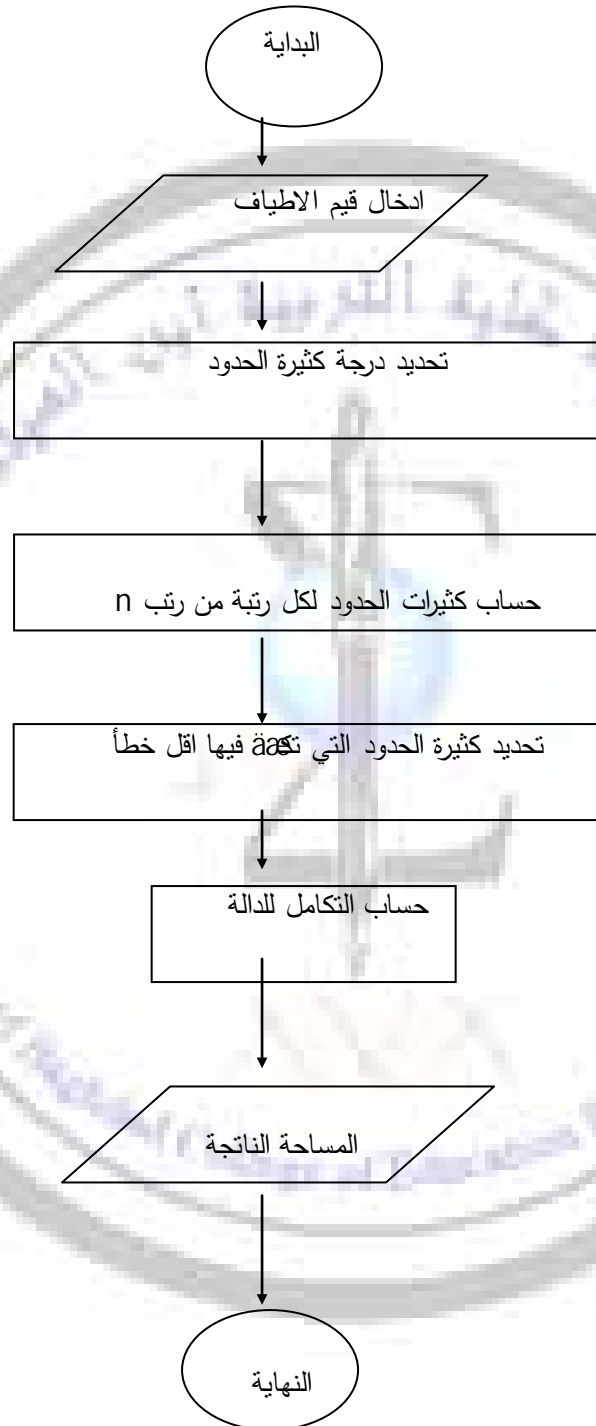 البداية
ادخال قيم الاطياف
تحديد درجة كثيرة الحدود
حساب كثيرات الحدود لكل رتبة من رتب n
تحديد كثيرة الحدود التي فيها اقل خطأ
حساب التكامل للدالة
المساحة الناتجة
النهاية